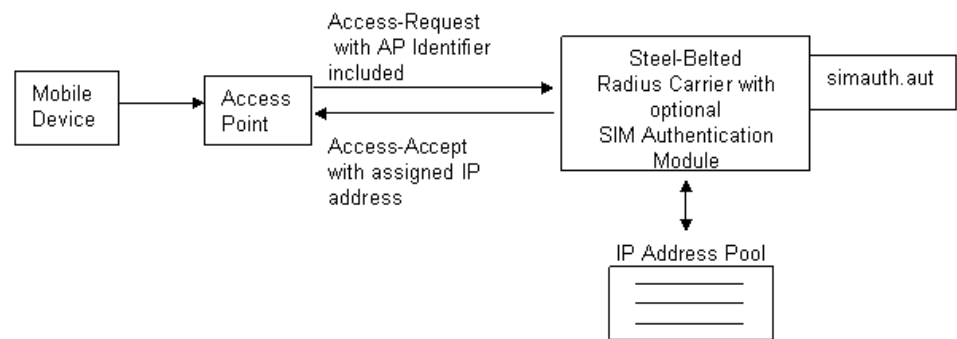 Access-Request
with AP Identifier
included
Mobile
Device
Access
Point
Access-Accept
with assigned IP
address
Steel-Belted
Radius Carrier with
optional
SIM Authentication
Module
simauth.aut
IP Address Pool